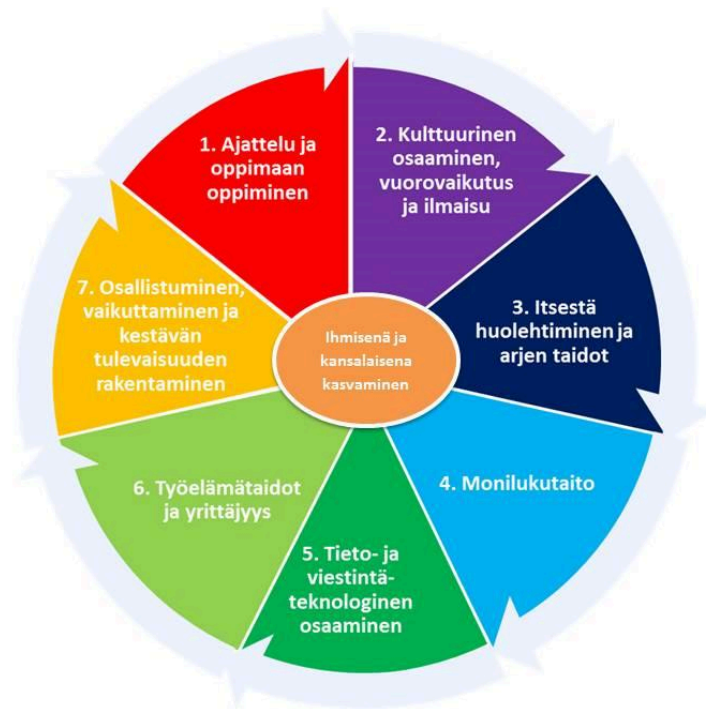 1. Ajattelu ja
oppimaan
oppiminen
2. Kulttuurinen
osaaminen,
vuorovaikutus
ja ilmaisu
3. Itsestä
huolehtiminen ja
arjen taidot
4. Monilukutaito
5. Tieto- ja
viestintä-
teknologinen
osaaminen
6. Työelämätaidot
ja yrittäjyys
7. Osallistuminen,
vaikuttaminen ja
kestävän
tulevaisuuden
rakentaminen
Ihmisenä ja
kansalaisena
kasvaminen